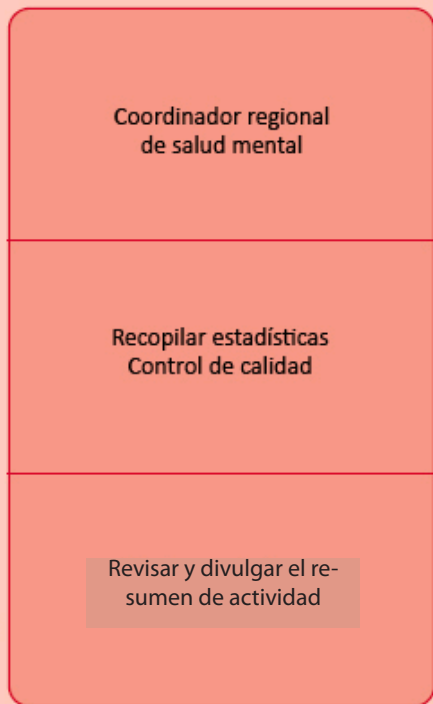 Coordinador regional
de salud mental
Recopilar estadísticas
Control de calidad
Revisar y divulgar el re-
sumen de actividad